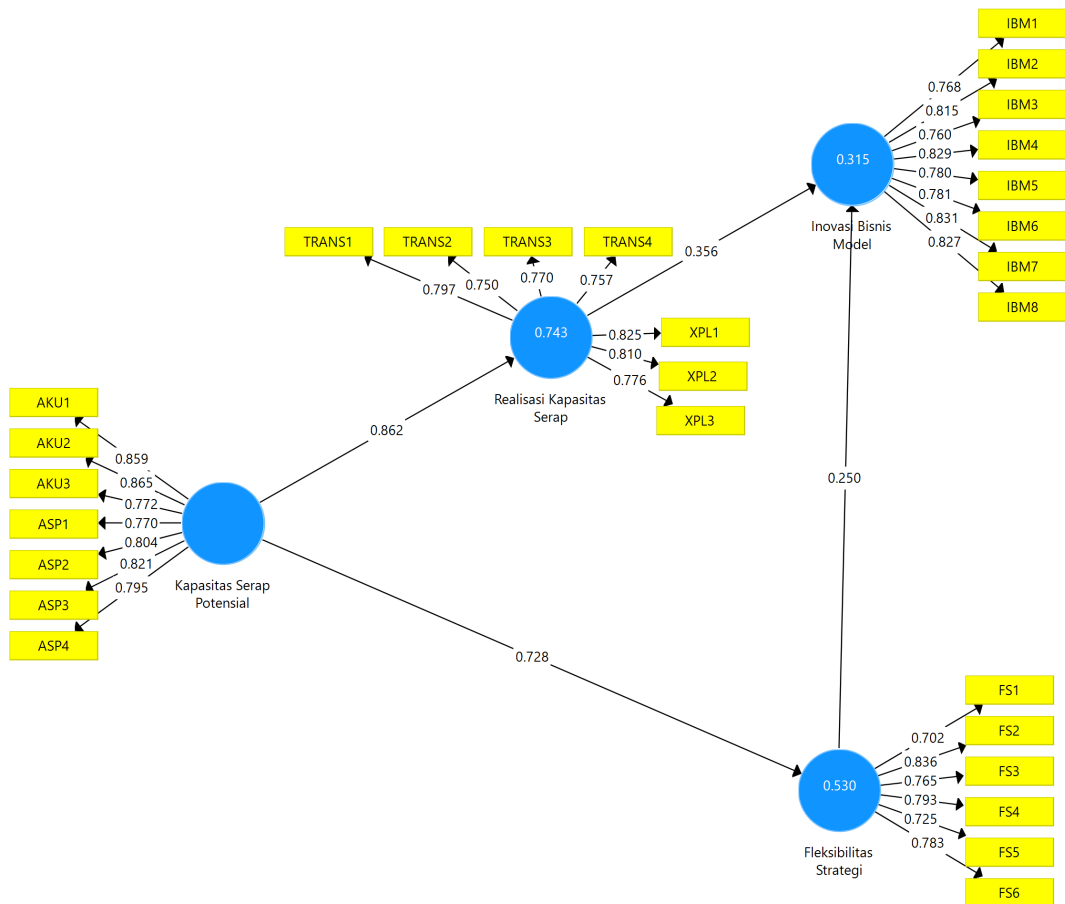 IBM1
IBM2
IBM3
IBM4
IBM5
IBM6
IBM7
IBM8
0.768
0.815
0.760
0.829
0.780
0.781
0.831
0.827
0.315
Inovasi Bisnis
Model
TRANS1
TRANS2
TRANS3
TRANS4
0.797
0.750
0.770
0.757
0.356
0.743
0.825
0.810
0.776
XPL1
XPL2
XPL3
Realisasi Kapasitas
Serap
AKU1
AKU2
AKU3
ASP1
ASP2
ASP3
ASP4
0.859
0.865
0.772
0.770
0.804
0.821
0.795
0.862
Kapasitas Serap
Potensial
0.250
0.728
0.530
Fleksibilitas
Strategi
0.702
0.836
0.765
0.793
0.725
0.783
FS1
FS2
FS3
FS4
FS5
FS6